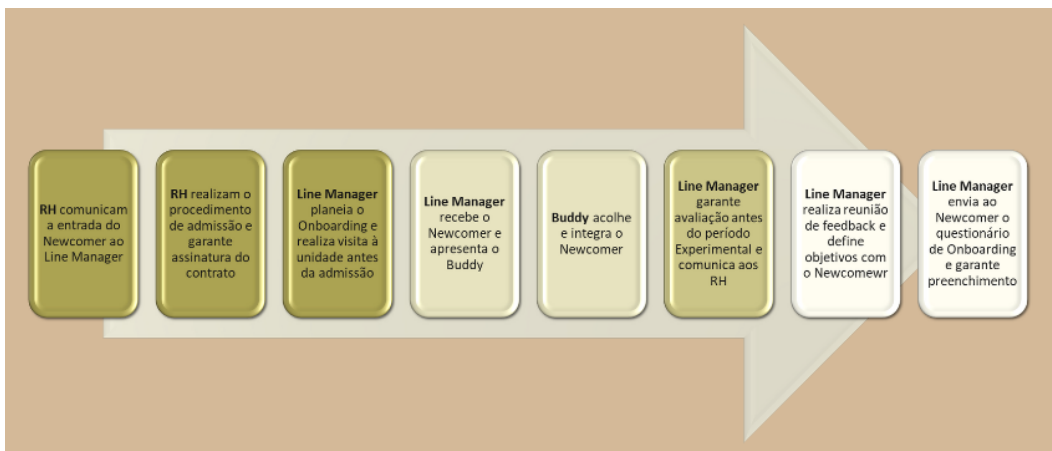 RH comunicam
a entrada do
Newcomer ao
Line Manager
RH realizam o
procedimento
de admissão e
garante
assinatura do
contrato
Line Manager
planeia o
Onboarding e
realiza visita à
unidade antes
da admissão
Line Manager
recebe o
Newcomer e
apresenta o
Buddy
Buddy acolhe
e integra o
Newcomer
Line Manager
garante
avaliação antes
do período
Experimental e
comunica aos
RH
Line Manager
realiza reunião
de feedback e
define
objetivos com
o Newcomewr
Line Manager
envia ao
Newcomer o
questionário
de Onboarding
e garante
preenchimento